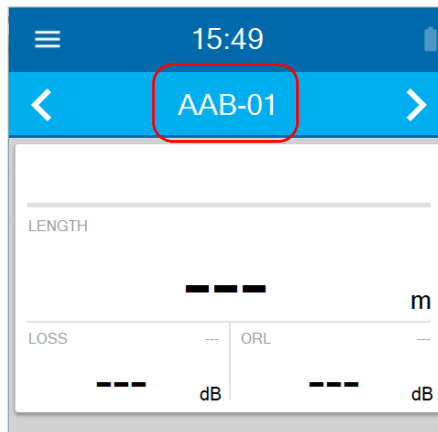 15:49
AAB-01
LENGTH
--- m
LOSS --- ORL ---
--- dB --- dB